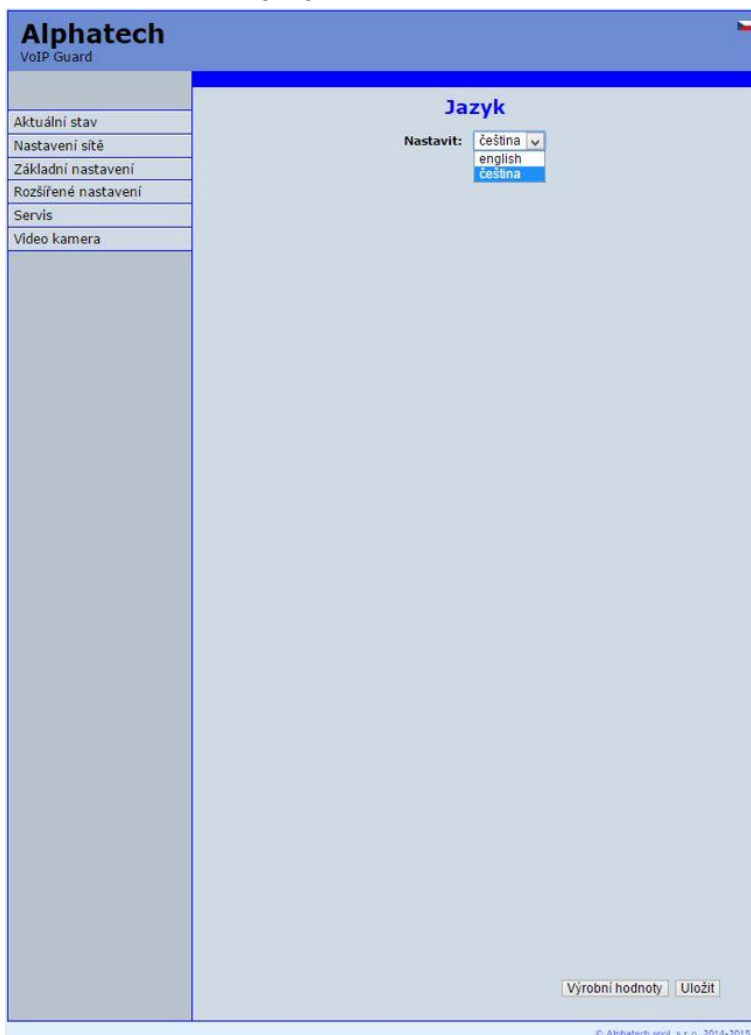 Alphatech
VoIP Guard
Aktuální stav
Nastavení sítě
Základní nastavení
Rozšířené nastavení
Servis
Video kamera
Jazyk
Nastavit: čeština
english
čeština
Výrobní hodnoty Uložit
© Alphatech spol. s r.o. 2014-2015